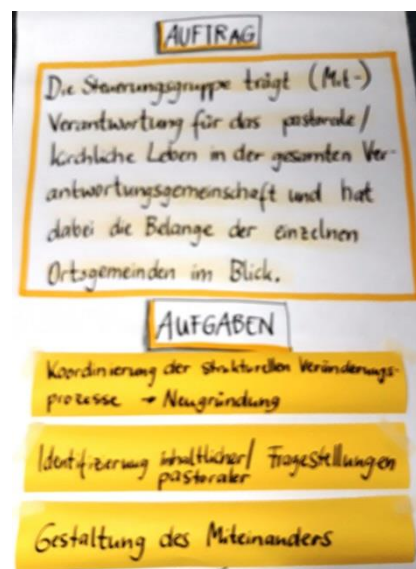 AUFTRAG
Die Steuerungsgruppe trägt (Mit-)
Verantwortung für das pastorale/
kirchliche Leben in der gesamten Ver-
antwortungsgemeinschaft und hat
dabei die Belange der einzelnen
Ortsgemeinden im Blick.
AUFGABEN
Koordinierung der strukturellen Veränderungs-
prozesse → Neugründung
Identifizierung inhaltlicher/ Fragestellungen
pastoraler
Gestaltung des Miteinanders